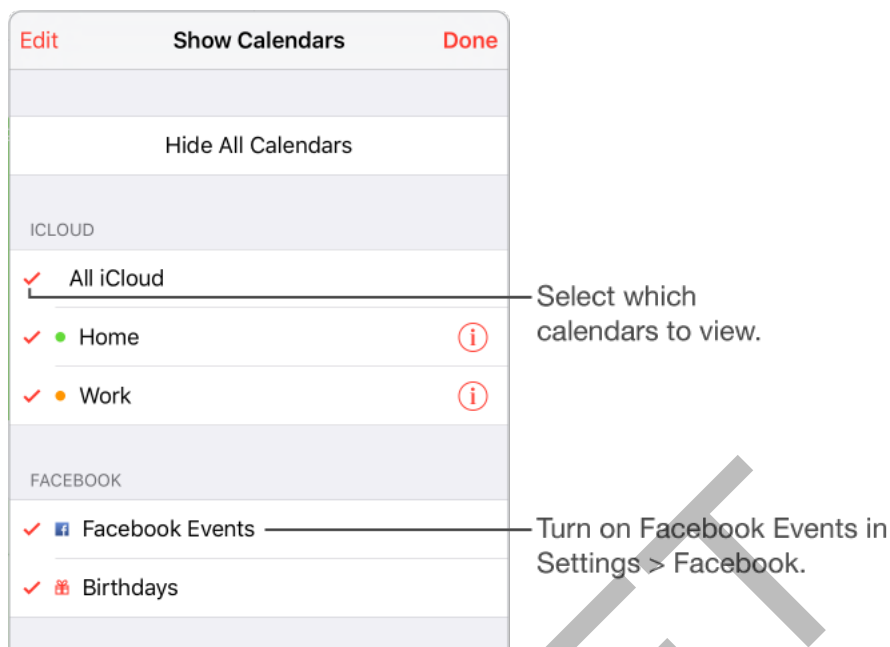 Edit Show Calendars Done
Hide All Calendars
ICLOUD
All iCloud
Select which
calendars to view.
Home
Work
FACEBOOK
Facebook Events
Turn on Facebook Events in
Settings > Facebook.
Birthdays